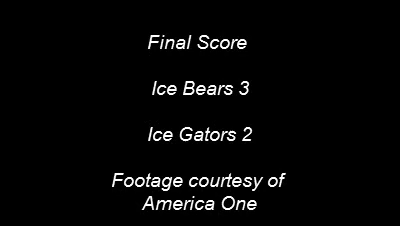 Final Score
Ice Bears 3
Ice Gators 2
Footage courtesy of
America One